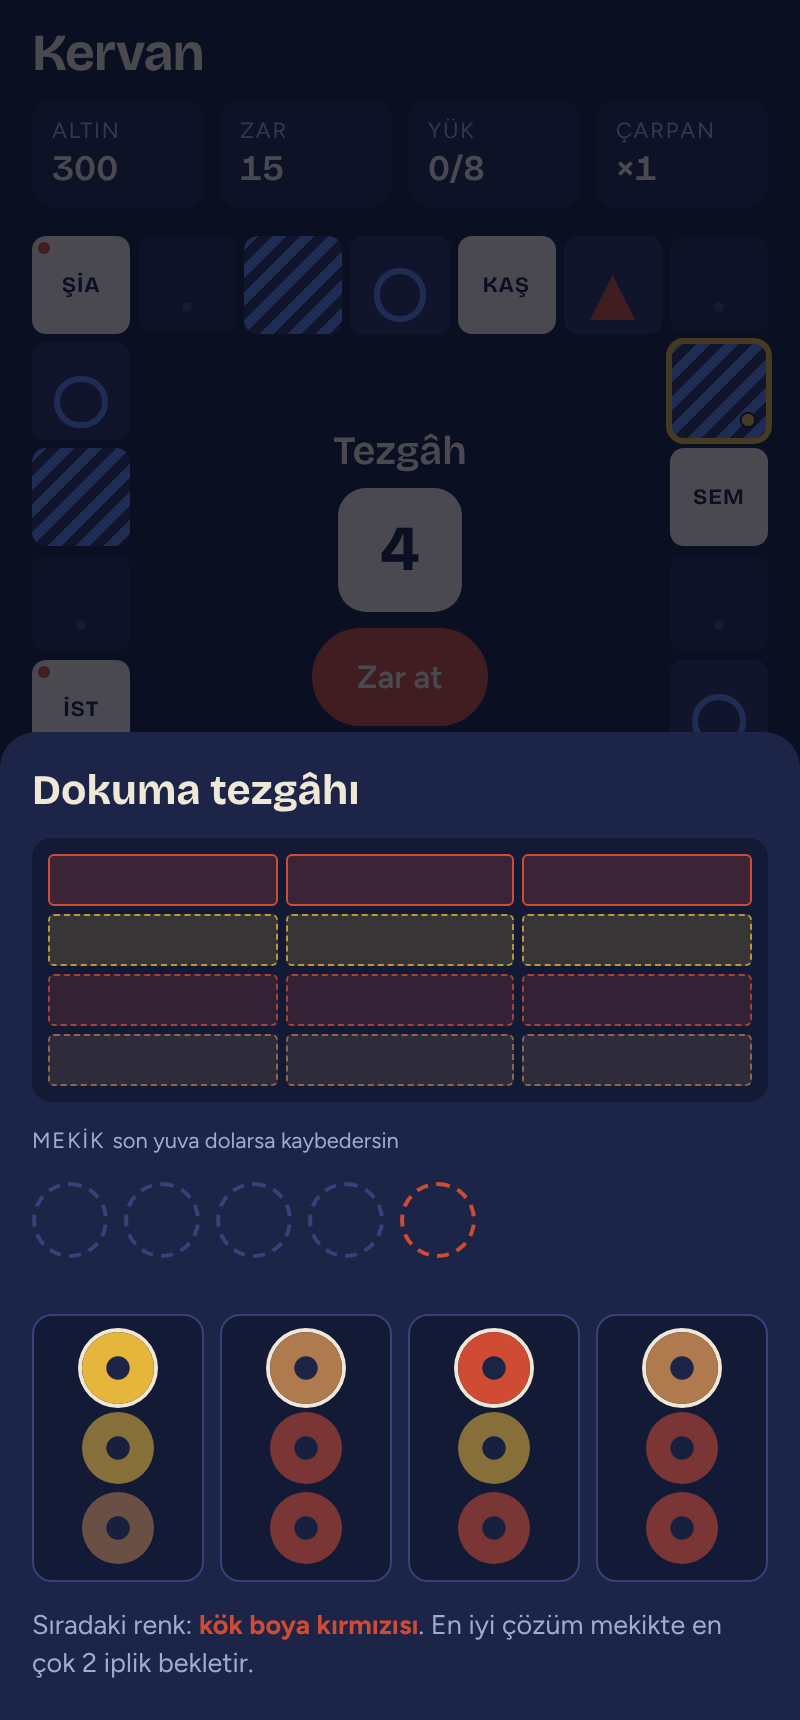 Kervan
ALTIN ZAR YÜK ÇARPAN
300 15 0/8 ×1
ŞİA KAŞ
SEM
Tezgâh
4
Zar at
İST
Dokuma tezgâhı
MEKİK son yuva dolarsa kaybedersin
Sıradaki renk: kök boya kırmızısı. En iyi çözüm mekikte en
çok 2 iplik bekletir.